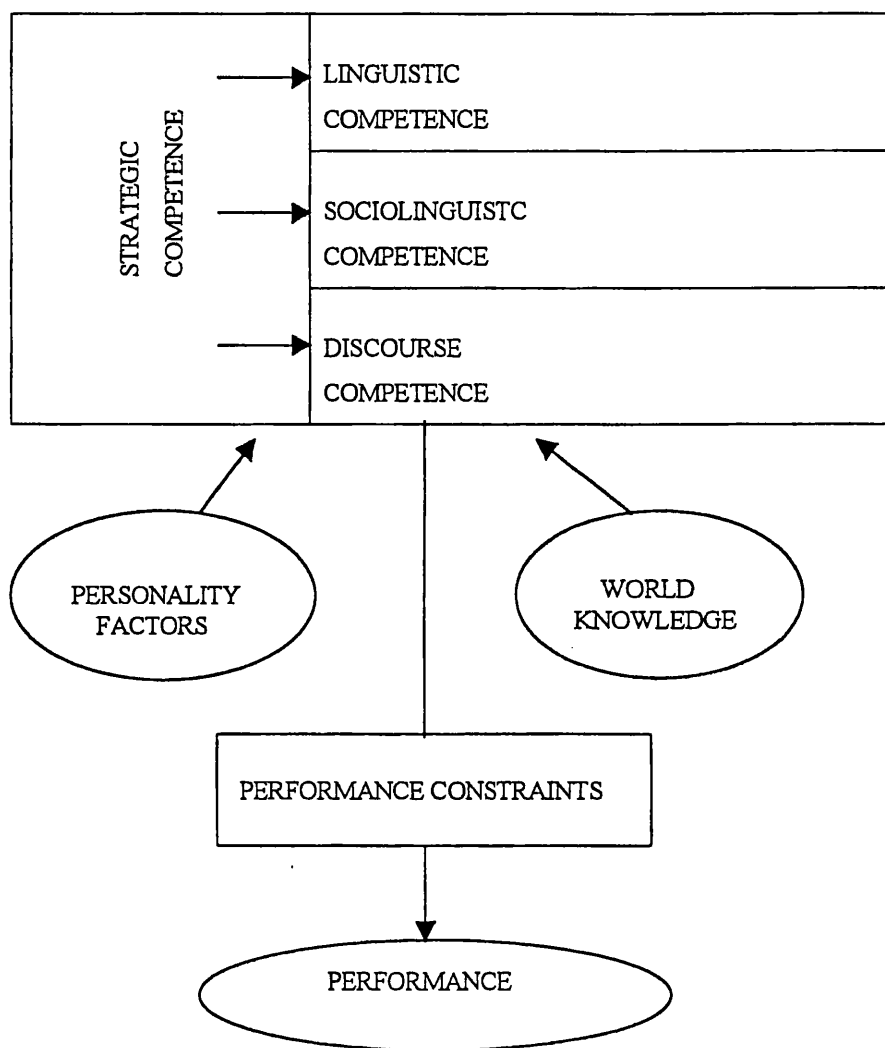 STRATEGIC
COMPETENCE
LINGUISTIC
COMPETENCE
SOCIOLINGUISTC
COMPETENCE
DISCOURSE
COMPETENCE
PERSONALITY
FACTORS
WORLD
KNOWLEDGE
PERFORMANCE CONSTRAINTS
PERFORMANCE